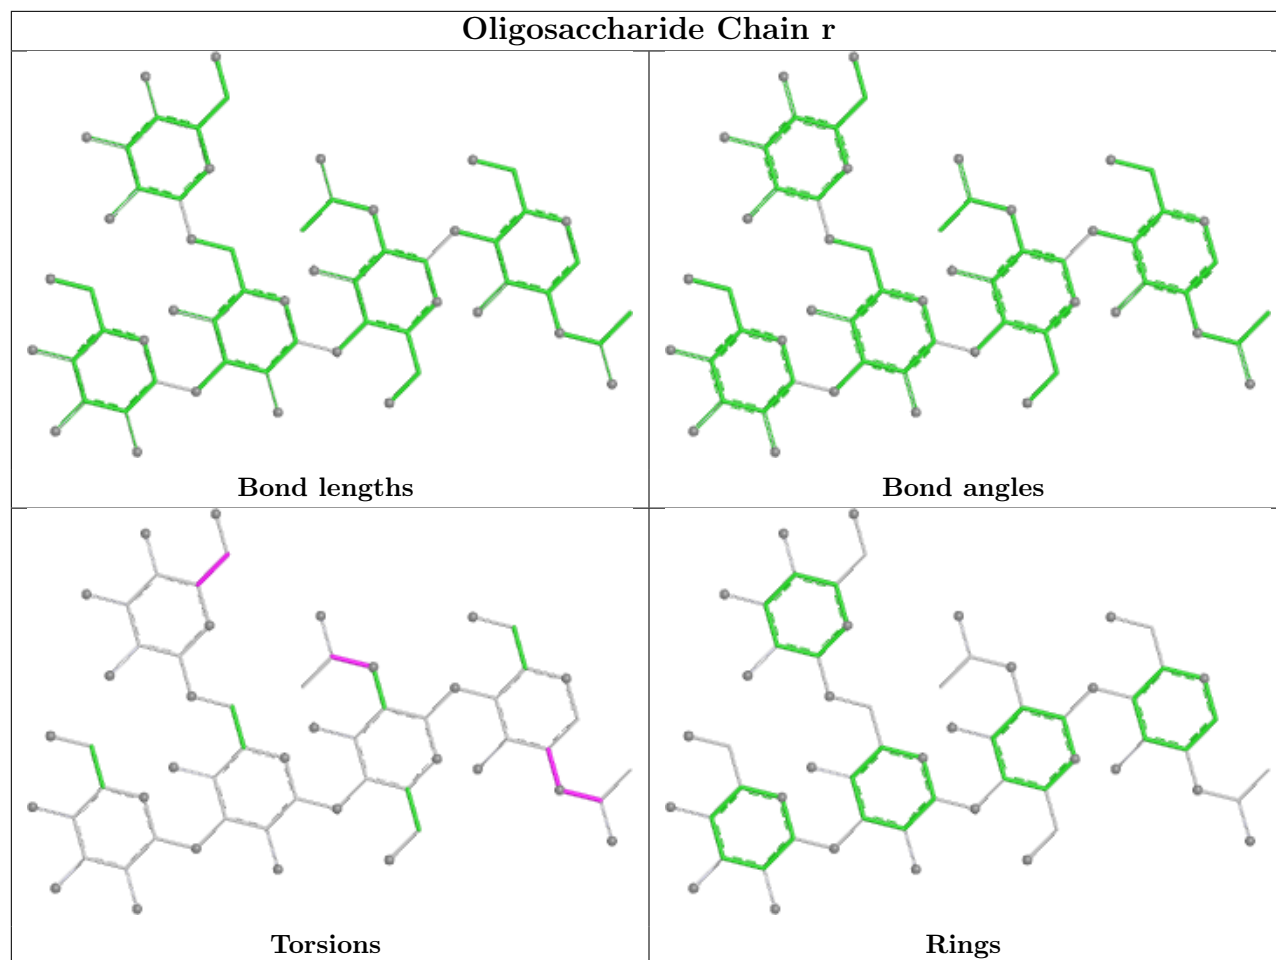 Oligosaccharide Chain r
Bond lengths
Bond angles
Torsions
Rings